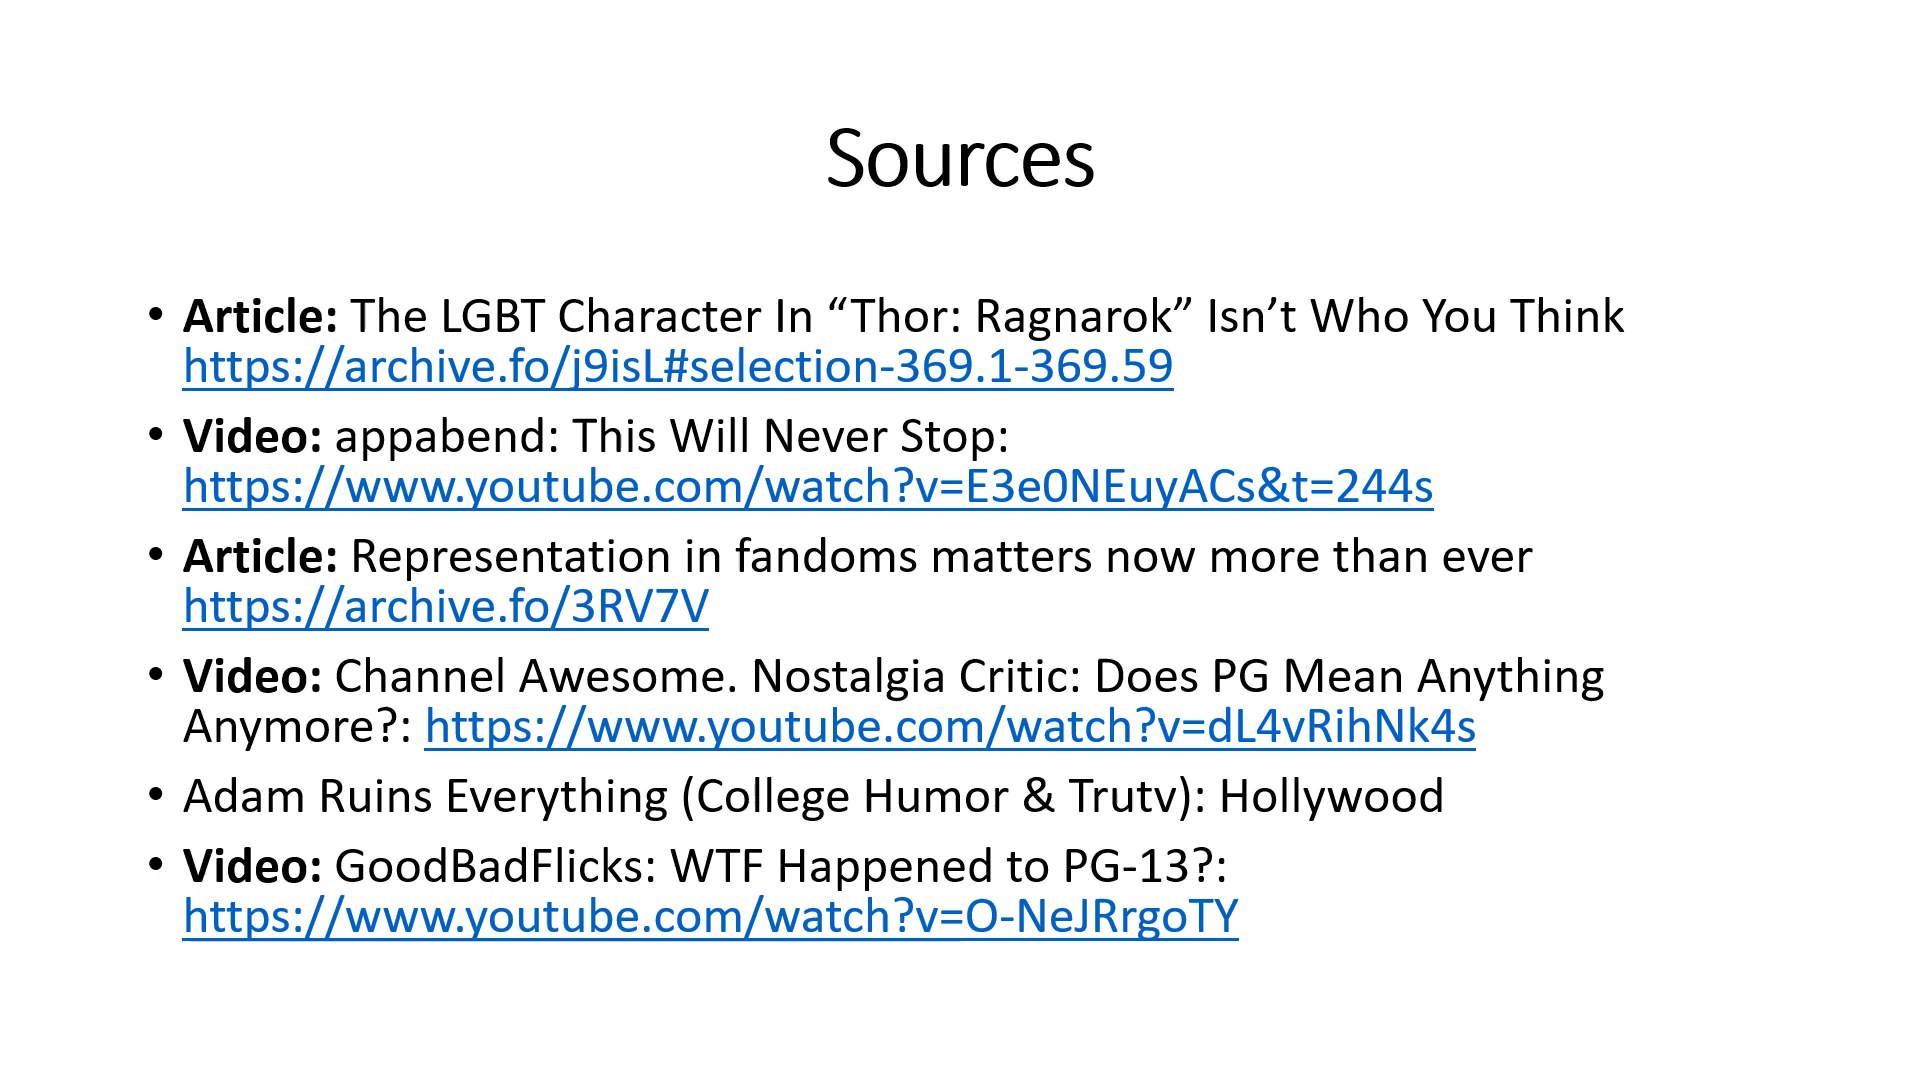 Sources
• Article: The LGBT Character In “Thor: Ragnarok” Isn’t Who You Think
https://archive.fo/j9isL#selection-369.1-369.59
• Video: appabend: This Will Never Stop:
https://www.youtube.com/watch?v=E3e0NEuyACs&t=244s
• Article: Representation in fandoms matters now more than ever
https://archive.fo/3RV7V
• Video: Channel Awesome. Nostalgia Critic: Does PG Mean Anything
Anymore?: https://www.youtube.com/watch?v=dL4vRihNk4s
• Adam Ruins Everything (College Humor & Trutv): Hollywood
• Video: GoodBadFlicks: WTF Happened to PG-13?:
https://www.youtube.com/watch?v=O-NeJRrgoTY